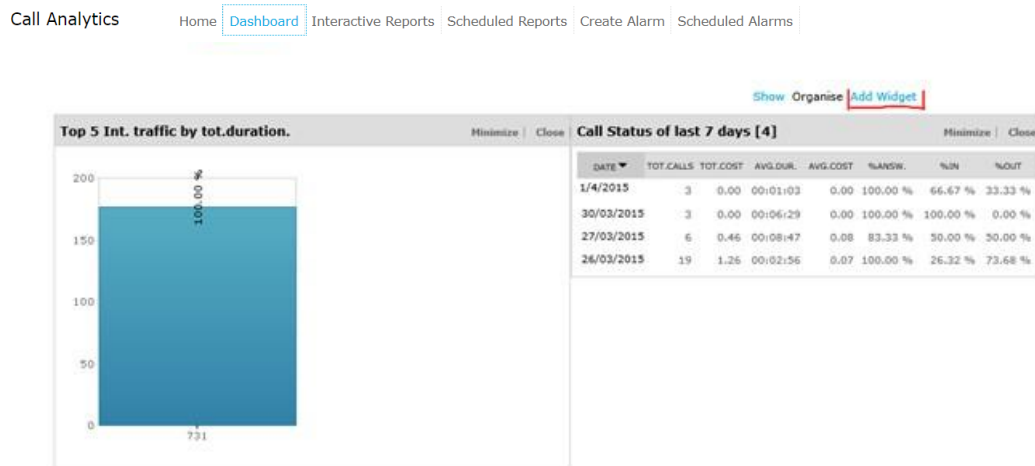 Call Analytics Home Dashboard Interactive Reports Scheduled Reports Create Alarm Scheduled Alarms
Show Organise Add Widget
Top 5 Int. traffic by tot.duration. Minimize Close
200
100.00 %
150
100
50
0
731
Call Status of last 7 days [4] Minimize Close
DATE TOT.CALLS TOT.COST AVG.DUR. AVG.COST %ANSW. %IN %OUT
1/4/2015 3 0.00 00:01:03 0.00 100.00 % 66.67 % 33.33 %
30/03/2015 3 0.00 00:06:29 0.00 100.00 % 100.00 % 0.00 %
27/03/2015 6 0.46 00:08:47 0.08 83.33 % 50.00 % 50.00 %
26/03/2015 19 1.26 00:02:56 0.07 100.00 % 26.32 % 73.68 %